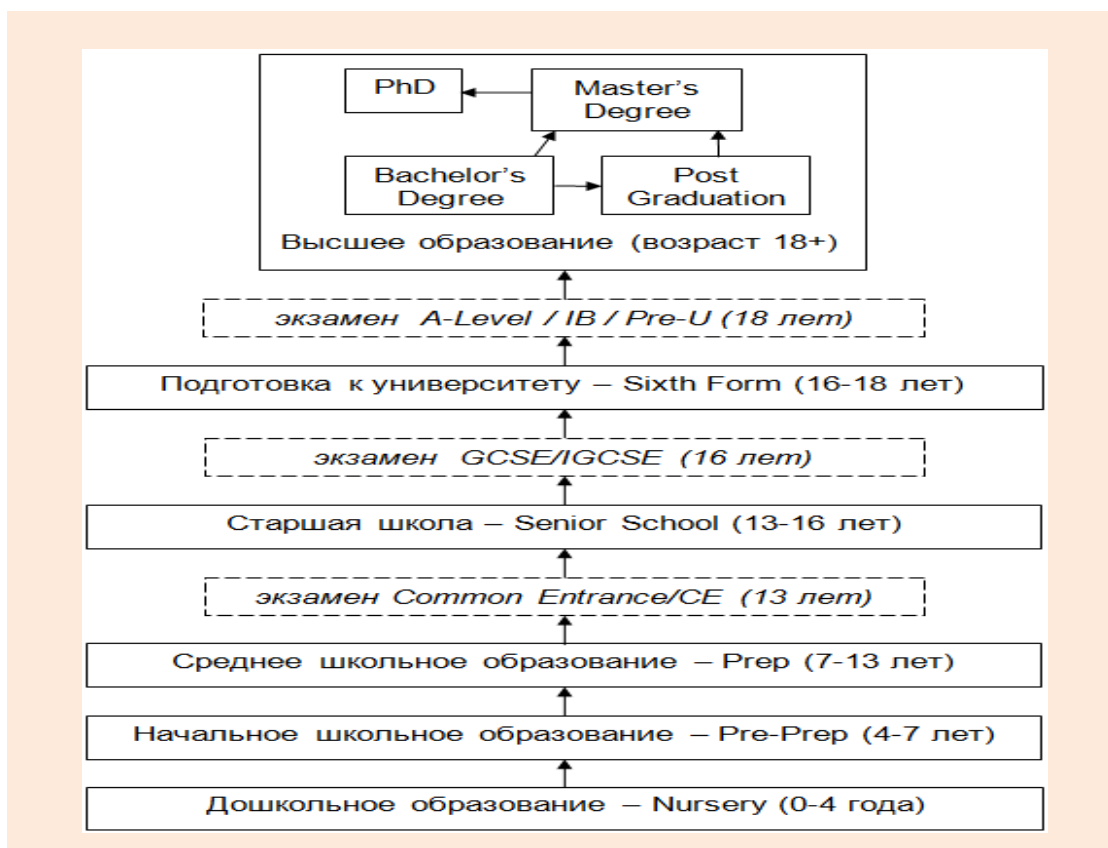 PhD
Master's
Degree
Bachelor's
Degree
Post
Graduation
Высшее образование (возраст 18+)
экзамен A-Level / IB / Pre-U (18 лет)
Подготовка к университету – Sixth Form (16-18 лет)
экзамен GCSE/IGCSE (16 лет)
Старшая школа – Senior School (13-16 лет)
экзамен Common Entrance/CE (13 лет)
Среднее школьное образование – Prep (7-13 лет)
Начальное школьное образование – Pre-Prep (4-7 лет)
Дошкольное образование – Nursery (0-4 года)